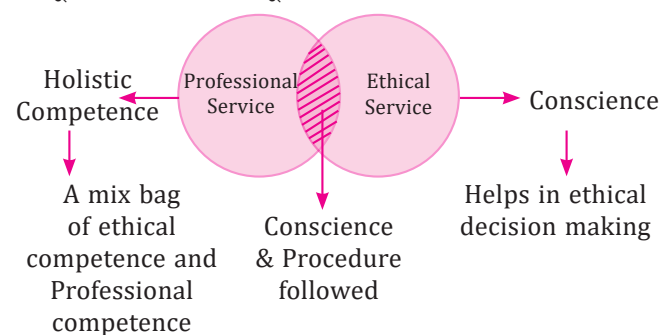 Holistic
Competence
Professional
Service
Ethical
Service
Conscience
A mix bag
of ethical
competence and
Professional
competence
Conscience
& Procedure
followed
Helps in ethical
decision making